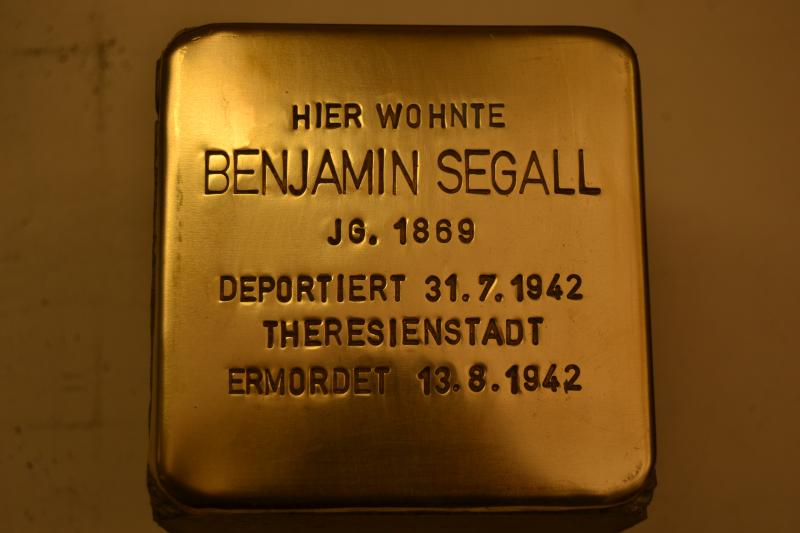 HIER WOHNTE
BENJAMIN SEGALL
JG. 1869
DEPORTIERT 31.7.1942
THERESIENSTADT
ERMORDET 13.8.1942